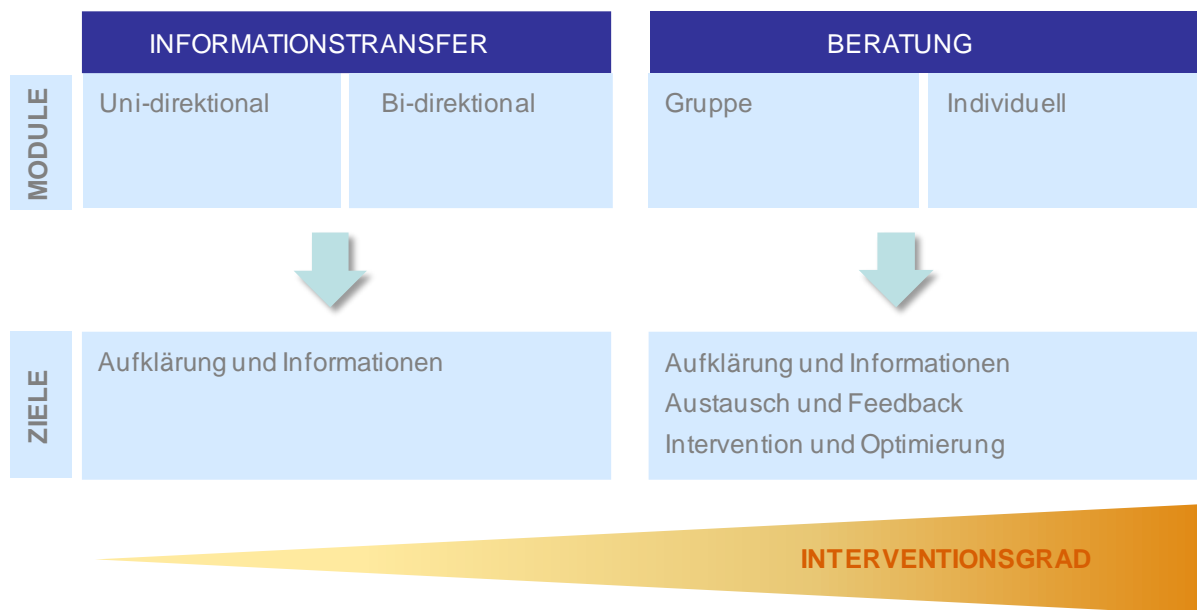 INFORMATIONSTRANSFER
BERATUNG
MODULE
Uni-direktional
Bi-direktional
Gruppe
Individuell
ZIELE
Aufklärung und Informationen
Aufklärung und Informationen
Austausch und Feedback
Intervention und Optimierung
INTERVENTIONSGRAD